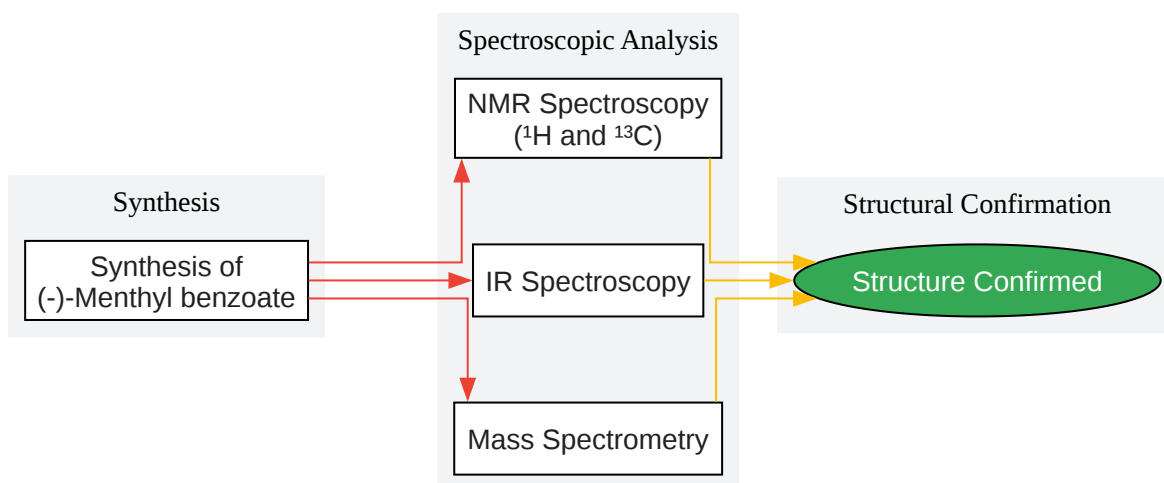 Synthesis
Synthesis of
(-)-Menthyl benzoate
Spectroscopic Analysis
NMR Spectroscopy
(¹H and ¹³C)
IR Spectroscopy
Mass Spectrometry
Structural Confirmation
Structure Confirmed